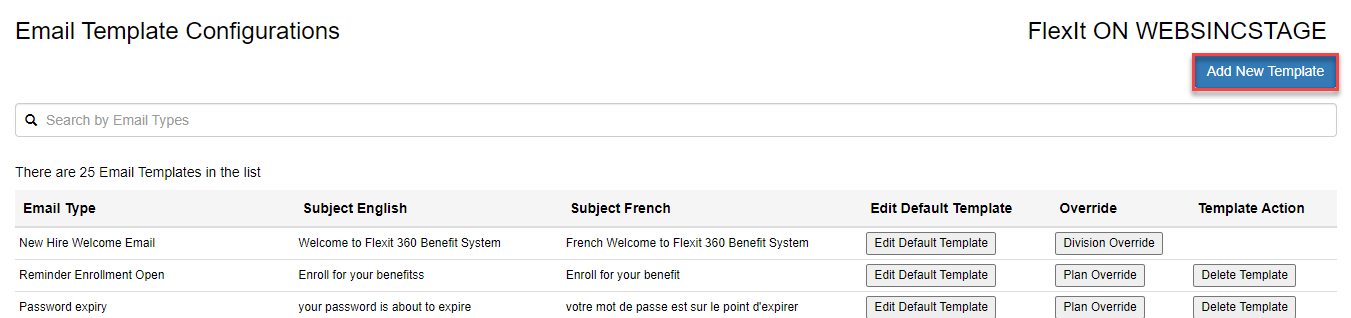 Email Template Configurations FlexIt ON WEBSINCSTAGE
Add New Template
Search by Email Types
There are 25 Email Templates in the list
Email Type Subject English Subject French Edit Default Template Override Template Action
New Hire Welcome Email Welcome to Flexit 360 Benefit System French Welcome to Flexit 360 Benefit System Edit Default Template Division Override
Reminder Enrollment Open Enroll for your benefitss Enroll for your benefit Edit Default Template Plan Override Delete Template
Password expiry your password is about to expire votre mot de passe est sur le point d'expirer Edit Default Template Plan Override Delete Template